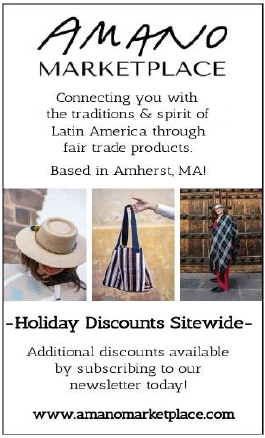 AMANO
MARKETPLACE
Connecting you with
the traditions & spirit of
Latin America through
fair trade products.
Based in Amherst, MA!
-Holiday Discounts Sitewide-
Additional discounts available
by subscribing to our
newsletter today!
www.amanomarketplace.com